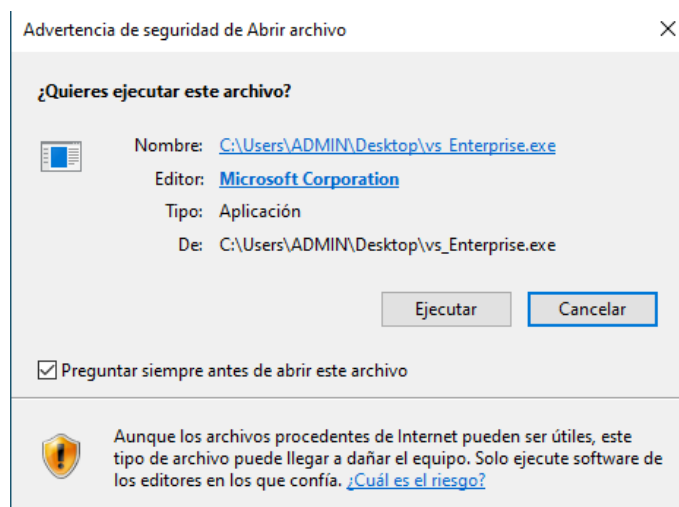 Advertencia de seguridad de Abrir archivo
¿Quieres ejecutar este archivo?
Nombre: C:\Users\ADMIN\Desktop\vs_Enterprise.exe
Editor: Microsoft Corporation
Tipo: Aplicación
De: C:\Users\ADMIN\Desktop\vs_Enterprise.exe
Ejecutar Cancelar
Preguntar siempre antes de abrir este archivo
Aunque los archivos procedentes de Internet pueden ser útiles, este
tipo de archivo puede llegar a dañar el equipo. Solo ejecute software de
los editores en los que confía. ¿Cuál es el riesgo?